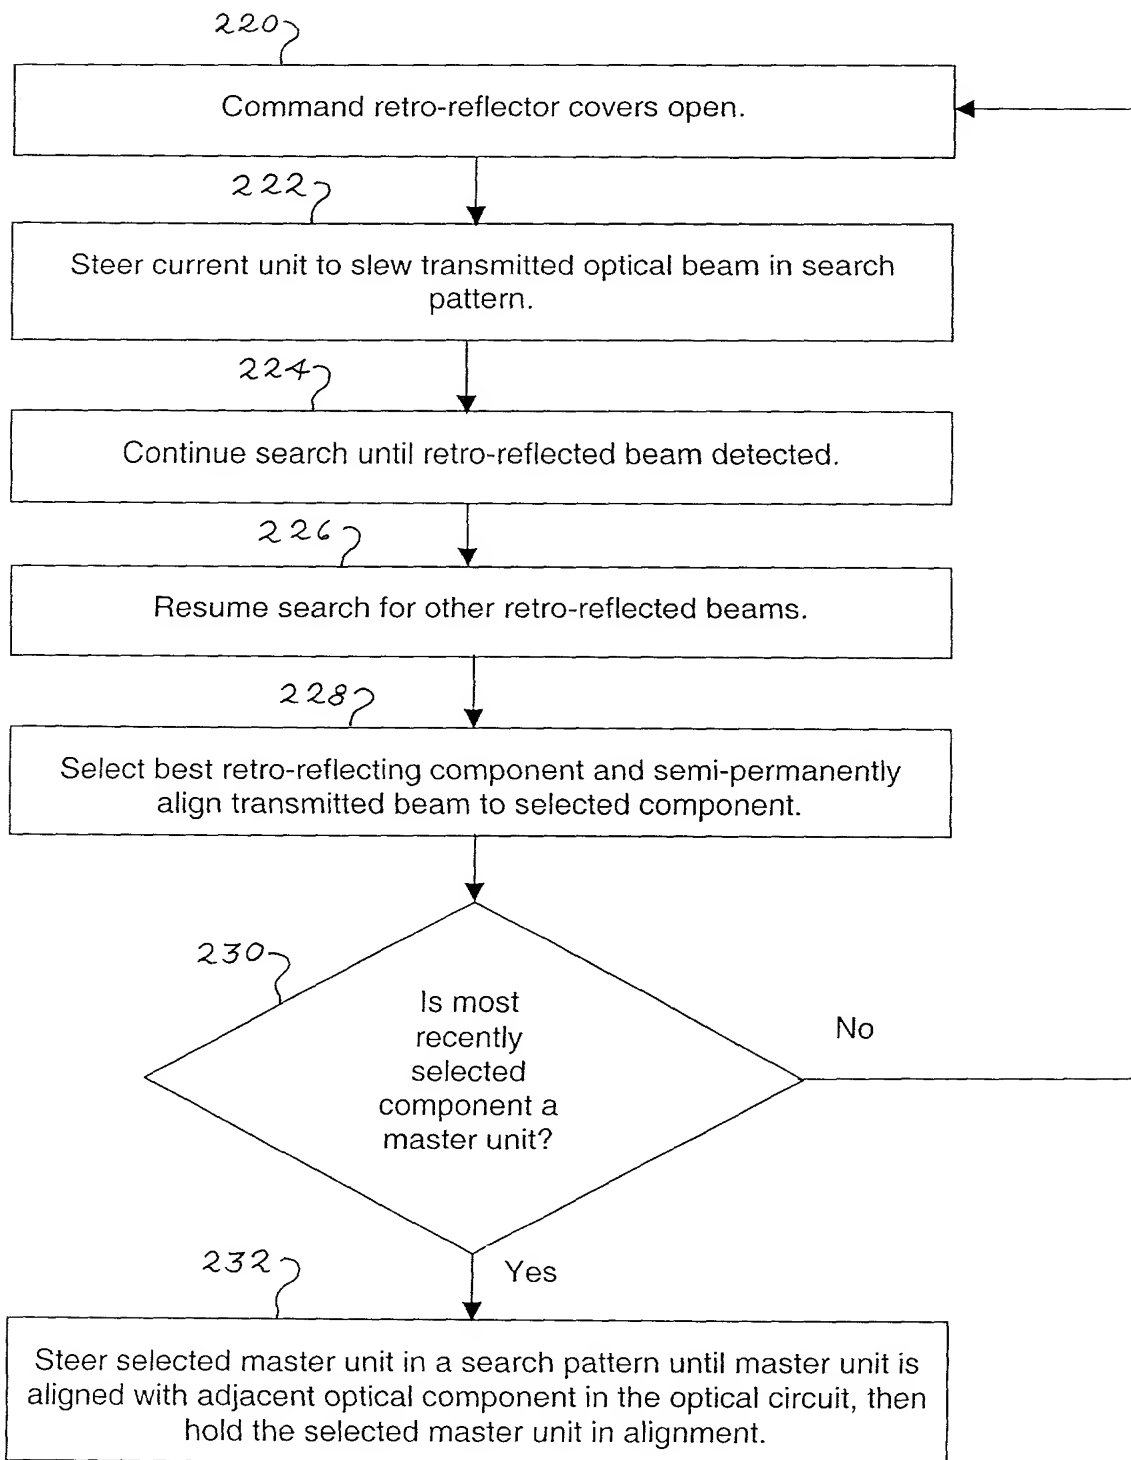 220
Command retro-reflector covers open.
222
Steer current unit to slew transmitted optical beam in search
pattern.
224
Continue search until retro-reflected beam detected.
226
Resume search for other retro-reflected beams.
228
Select best retro-reflecting component and semi-permanently
align transmitted beam to selected component.
230
Is most
recently
selected
component a
master unit?
No
232
Yes
Steer selected master unit in a search pattern until master unit is
aligned with adjacent optical component in the optical circuit, then
hold the selected master unit in alignment.